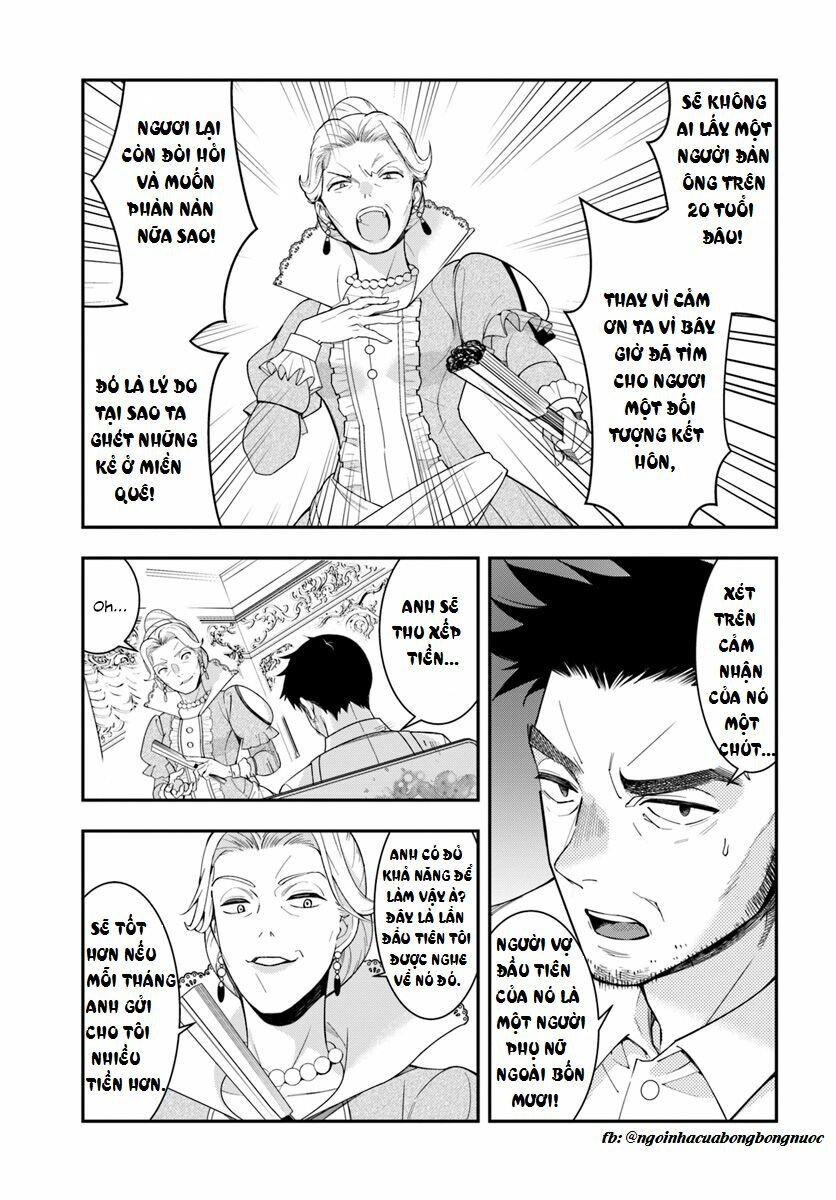 SẼ KHÔNG
AI LẤY MỘT
NGƯỜI ĐÀN
ÔNG TRÊN
20 TUỔI
ĐÂU!
THAY VÌ CẢM
ƠN TA VÌ BÂY
GIỜ ĐÃ TÌM
CHO NGƯƠI
MỘT ĐỐI
TƯỢNG KẾT
HÔN,
NGƯƠI LẠI
CÒN ĐÒI HỎI
VÀ MUỐN
PHÀN NÀN
NỮA SAO!
ĐÓ LÀ LÝ DO
TẠI SAO TA
GHÉT NHỮNG
KẺ Ở MIỀN
QUÊ!
XÉT
TRÊN
CẢM
NHẬN
CỦA NÓ
MỘT
CHÚT...
NGƯỜI VỢ
ĐẦU TIÊN
CỦA NÓ LÀ
MỘT NGƯỜI
PHỤ NỮ
NGOÀI BỐN
MƯƠI!
ANH SẼ
THU XẾP
TIỀN...
Oh...
ANH CÓ ĐỦ
KHẢ NĂNG ĐỂ
LÀM VẬY À?
ĐÂY LÀ LẦN
ĐẦU TIÊN TÔI
ĐƯỢC NGHE
VỀ NÓ ĐÓ.
SẼ TỐT
HƠN NẾU
MỖI THÁNG
ANH GỬI
CHO TÔI
NHIỀU
TIỀN HƠN.
fb: @ngoinhacuabongbongnuoc